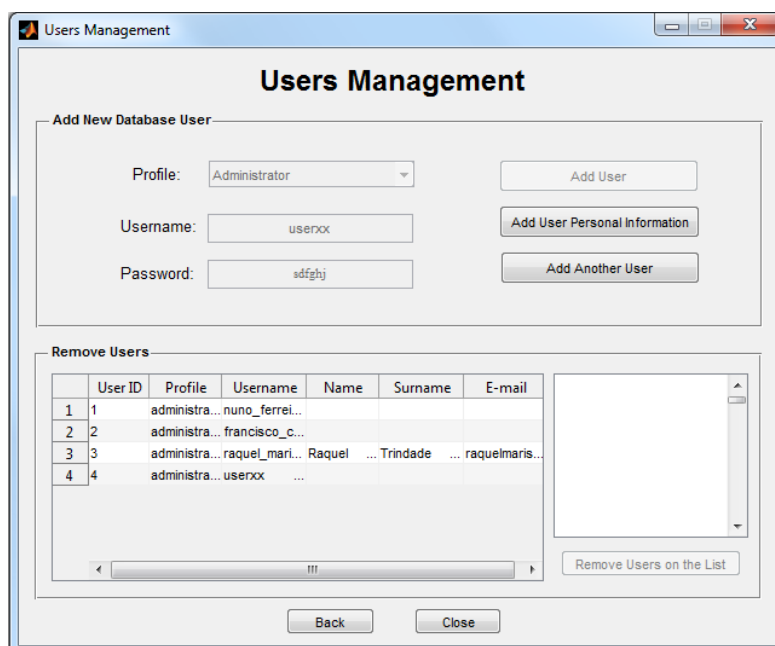 Users Management
Users Management
Add New Database User
Profile: Administrator Add User
Username: userxx Add User Personal Information
Password: sdfghj Add Another User
Remove Users
User ID Profile Username Name Surname E-mail
1 1 administra... nuno_ferrei...
2 2 administra... francisco_c...
3 3 administra... raquel_mari... Raquel ... Trindade ... raquelmaris...
4 4 administra... userxx ...
Remove Users on the List
Back Close